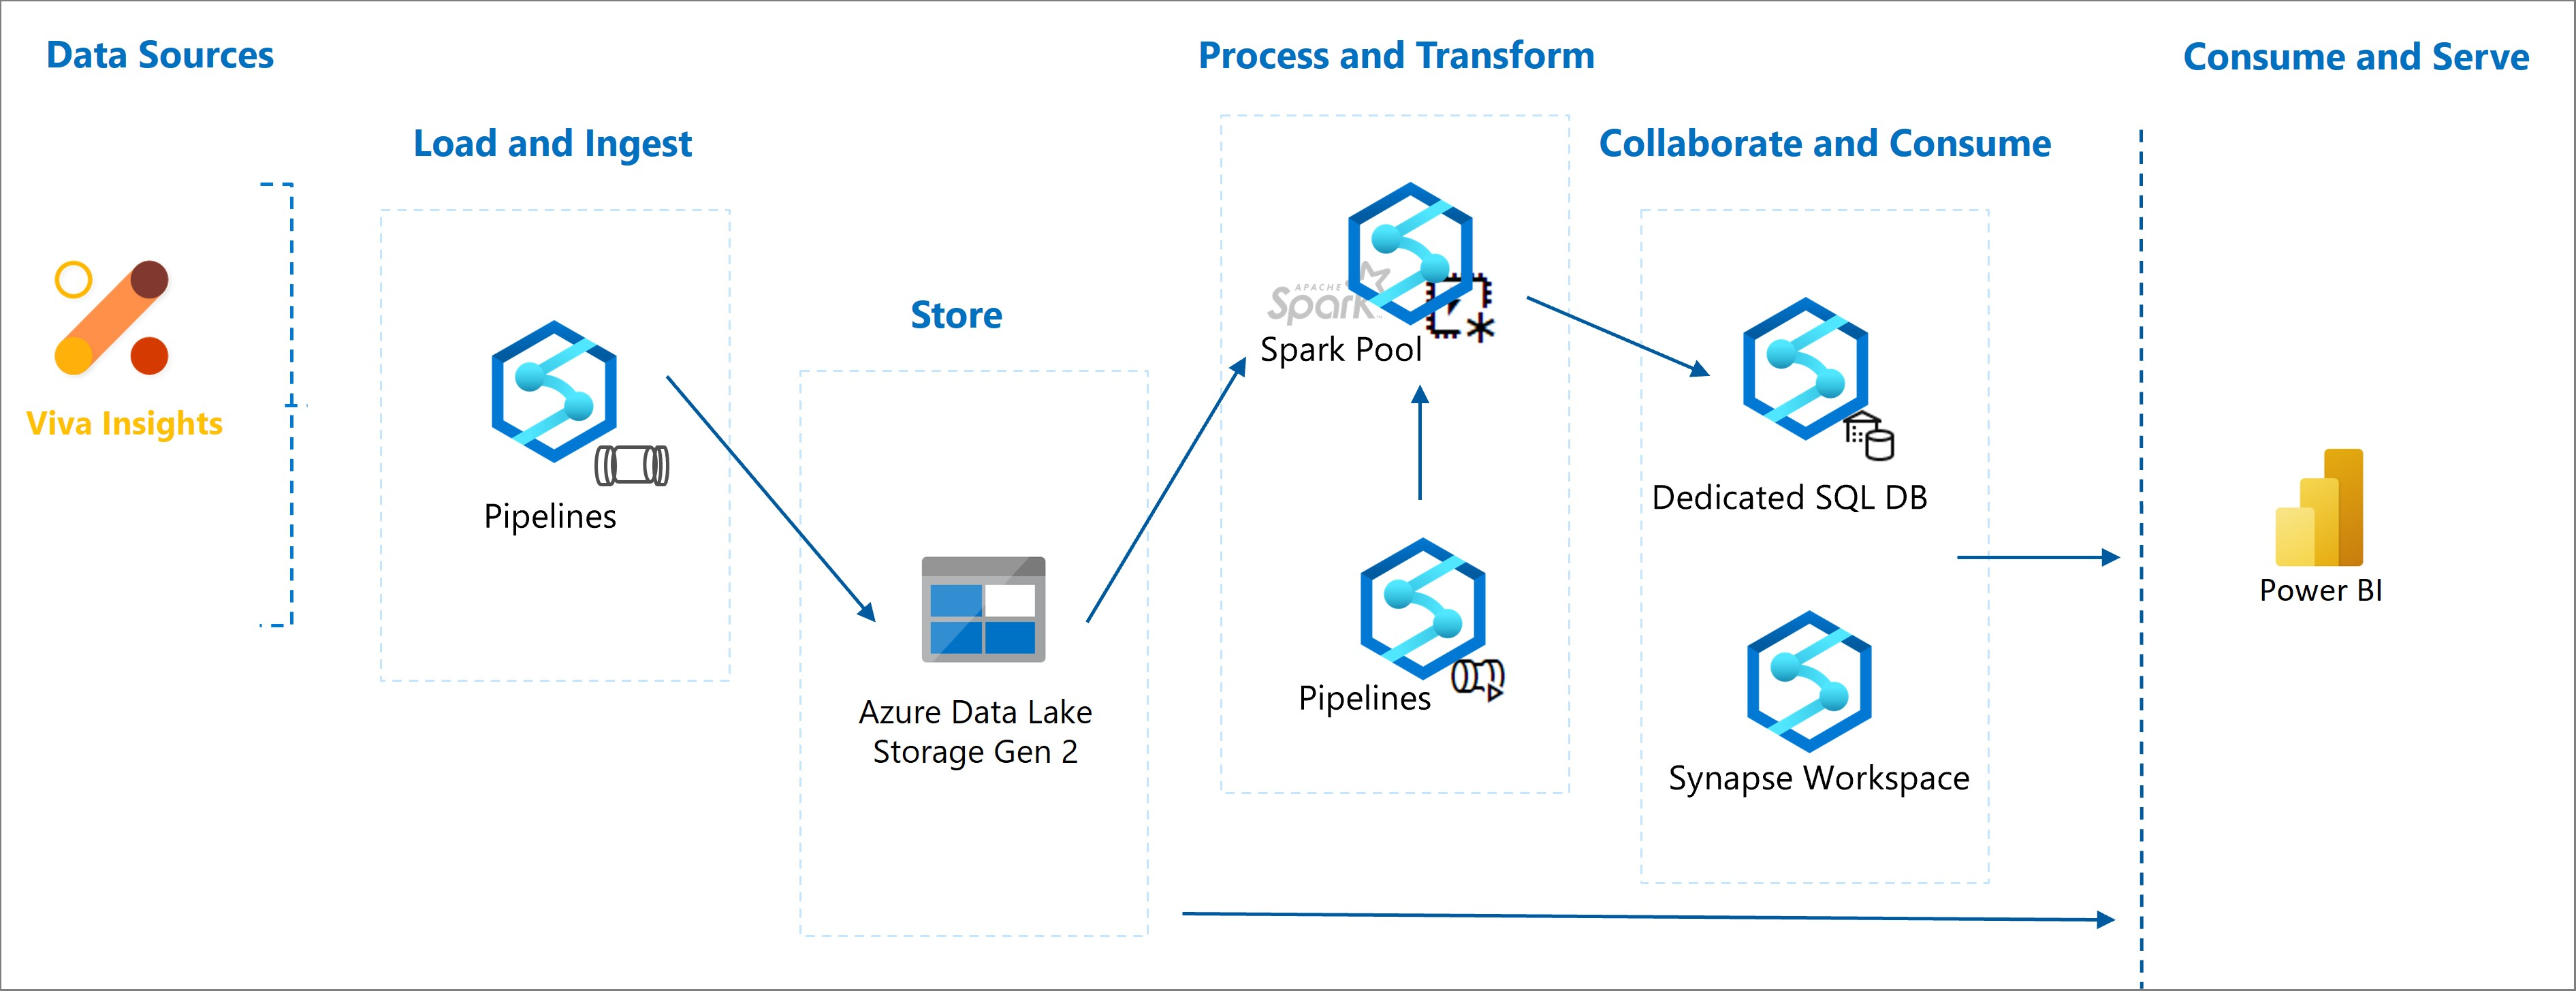 Data Sources
Viva Insights
Load and Ingest
Pipelines
Store
Azure Data Lake
Storage Gen 2
Process and Transform
APACHE
Spark
Spark Pool
Pipelines
Collaborate and Consume
Dedicated SQL DB
Synapse Workspace
Consume and Serve
Power BI